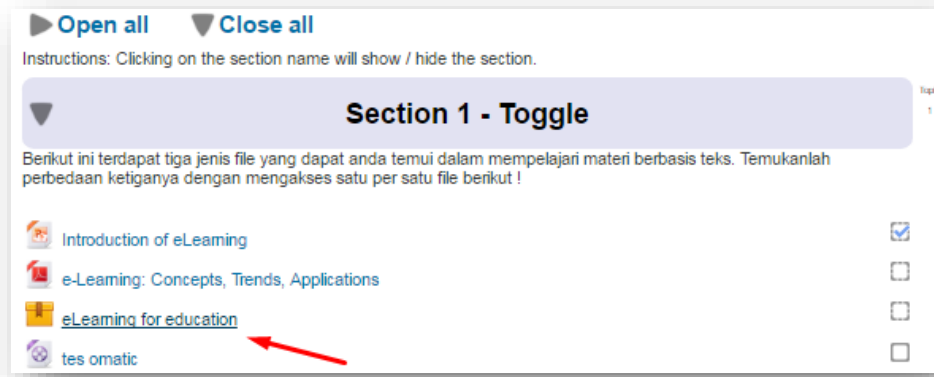 Open all Close all
Instructions: Clicking on the section name will show / hide the section.
Section 1 - Toggle
Topi
1
Berikut ini terdapat tiga jenis file yang dapat anda temui dalam mempelajari materi berbasis teks. Temukanlah
perbedaan ketiganya dengan mengakses satu per satu file berikut !
Introduction of eLearning
e-Learning: Concepts, Trends, Applications
eLearning for education
tes omatic